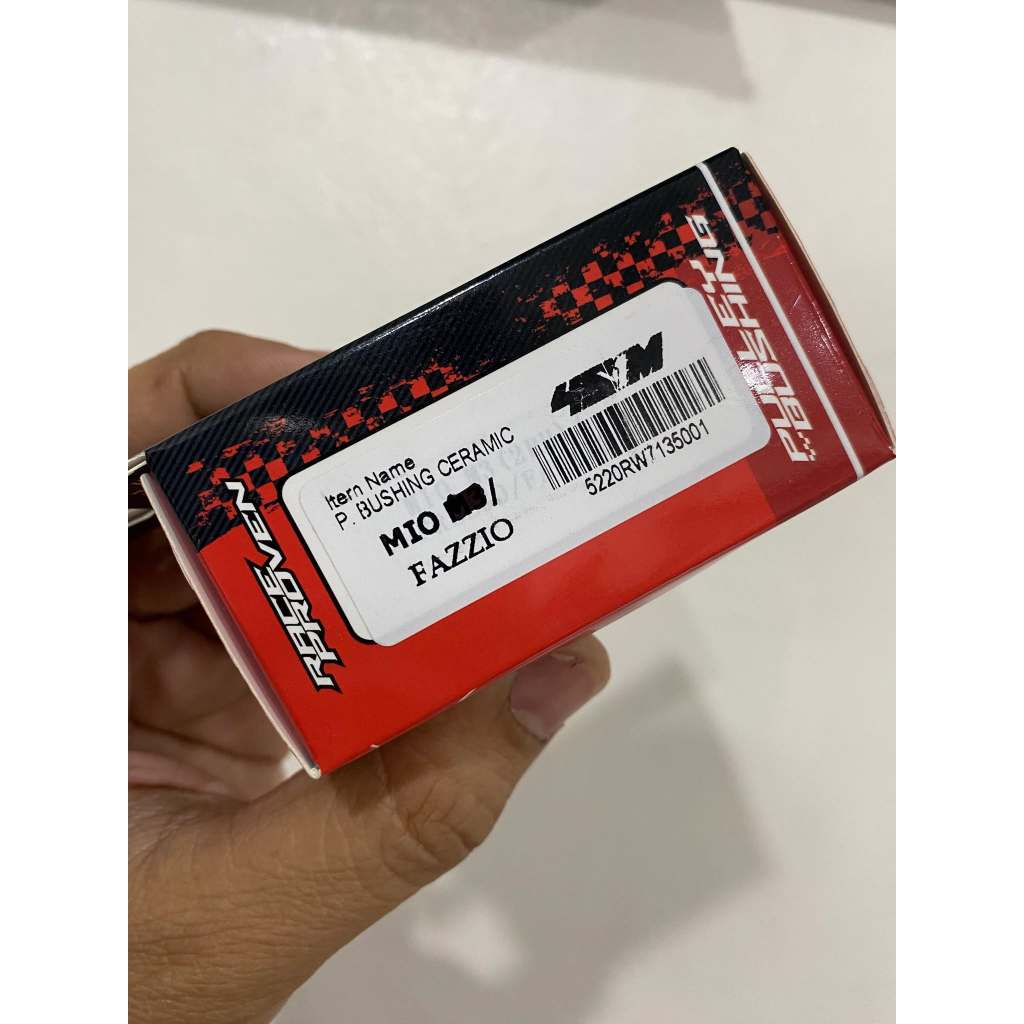 RACE
PROVEN
Item Name
P. BUSHING CERAMIC
MIO
FAZZIO
5220RW7135001
PULLEY
BUSHING